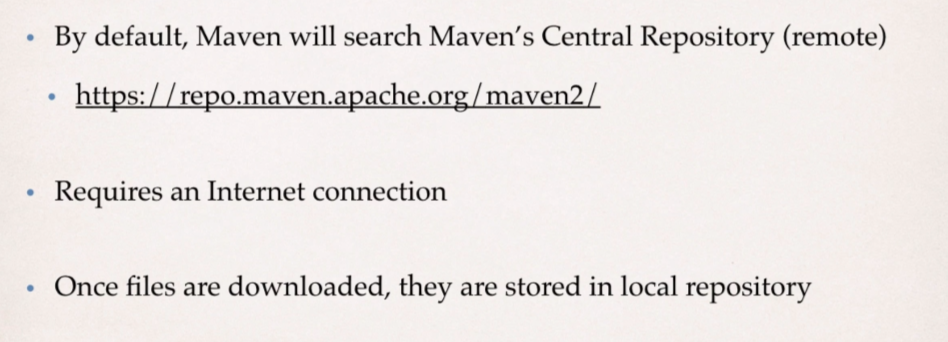 By default, Maven will search Maven's Central Repository (remote)
https://repo.maven.apache.org/maven2/
Requires an Internet connection
Once files are downloaded, they are stored in local repository